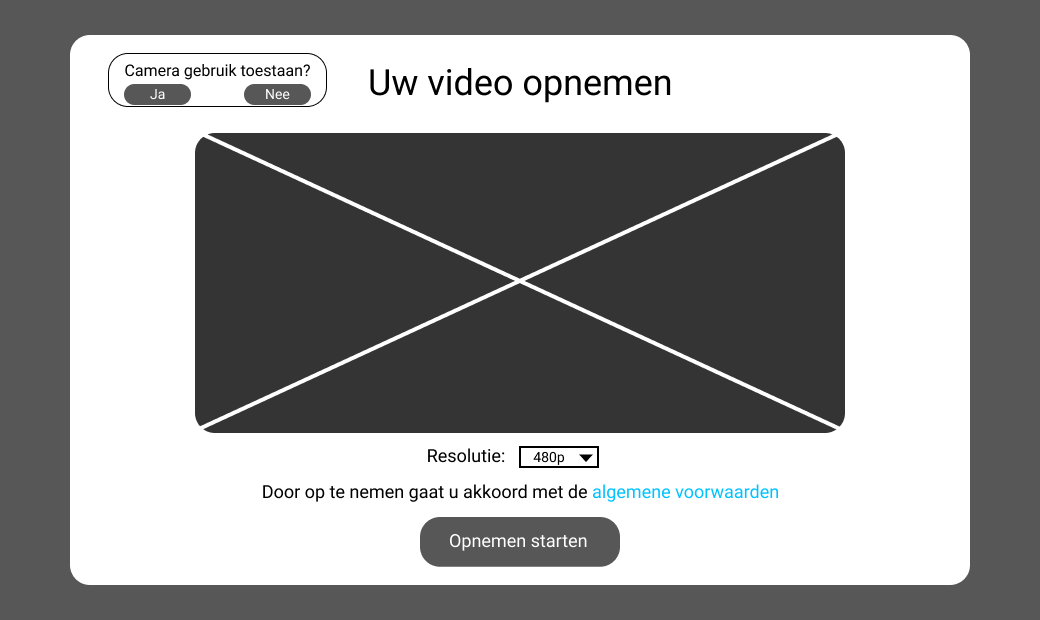 Camera gebruik toestaan?
Ja Nee
Uw video opnemen
Resolutie: 480p
Door op te nemen gaat u akkoord met de algemene voorwaarden
Opnemen starten